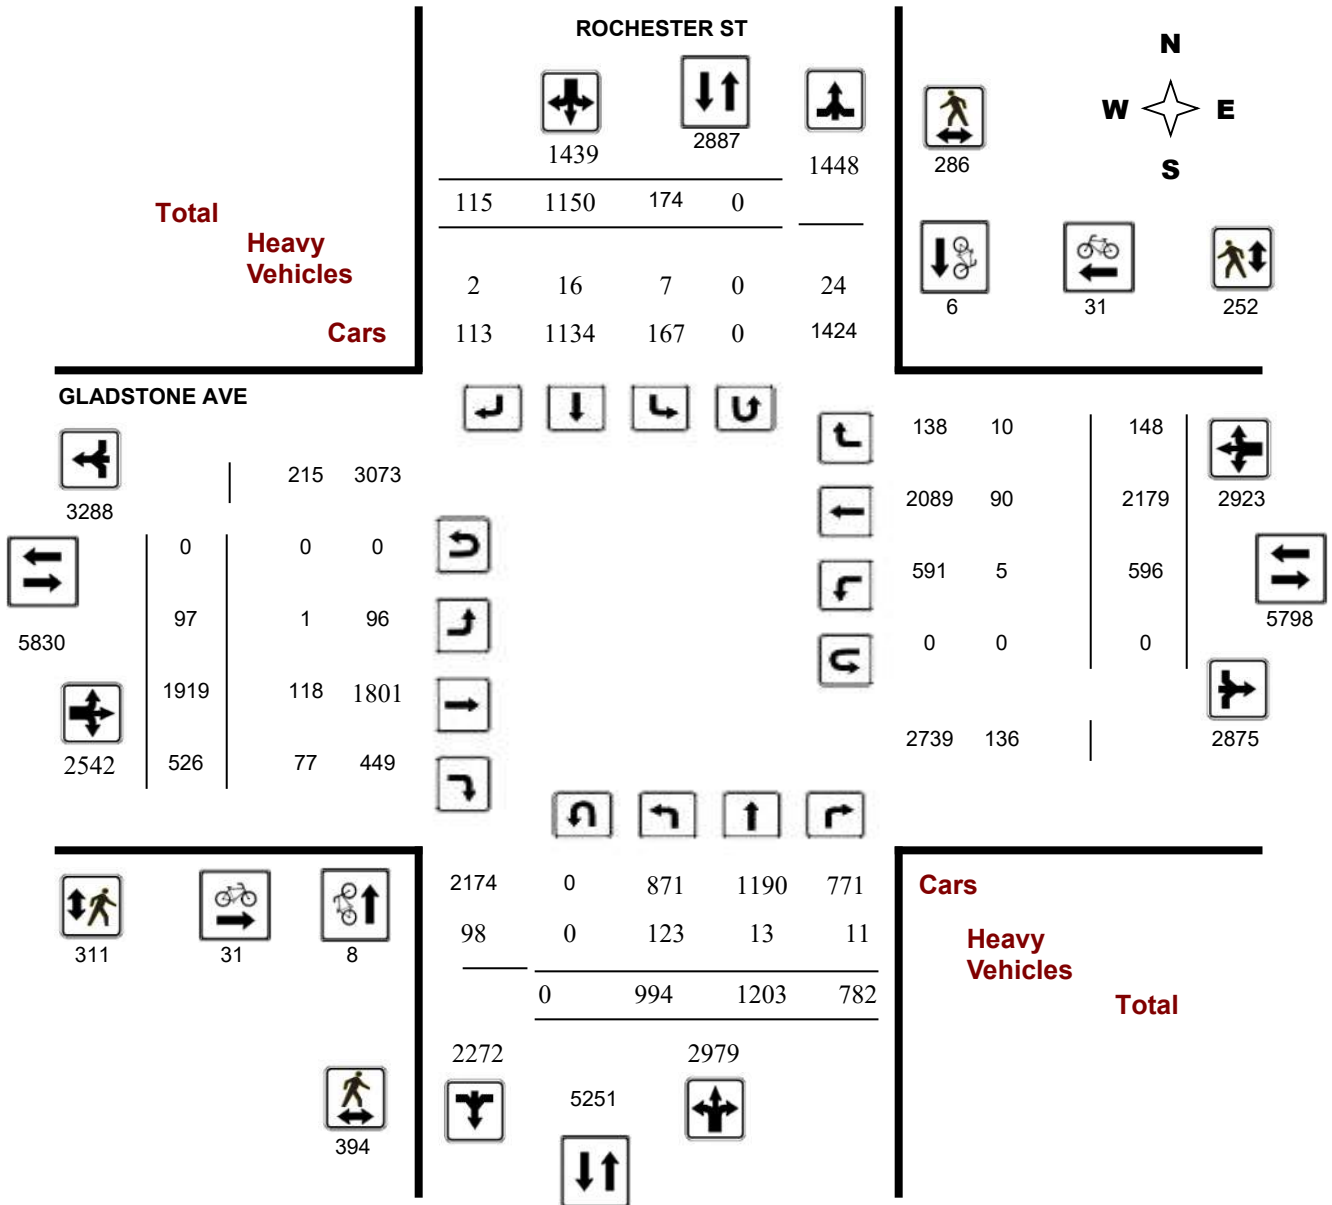 ROCHESTER ST
N
W E
S
1439 2887 1448 286
115 1150 174 0
Total
Heavy
Vehicles
2 16 7 0 24
6 31 252
Cars
113 1134 167 0 1424
GLADSTONE AVE
138 10 148
215 3073
3288
2089 90 2179 2923
0 0 0
591 5 596
5798
97 1 96
5830
0 0 0
1919 118 1801
2739 136 2875
2542 526 77 449
2174 0 871 1190 771
Cars
311 31 8
98 0 123 13 11
Heavy
Vehicles
0 994 1203 782
Total
2272 2979
5251
394